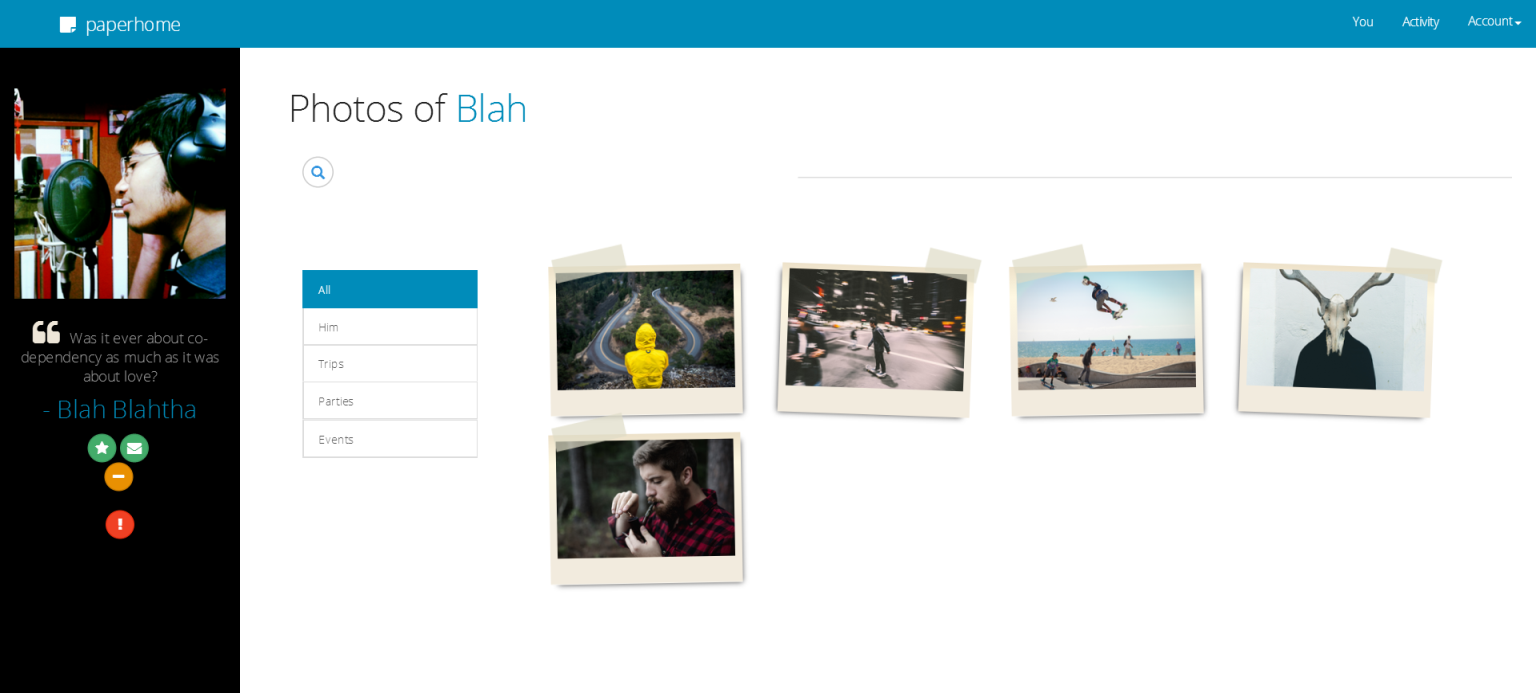 paperhome
You Activity Account
Photos of Blah
Was it ever about co-
dependency as much as it was
about love?
- Blah Blahtha
All
Him
Trips
Parties
Events